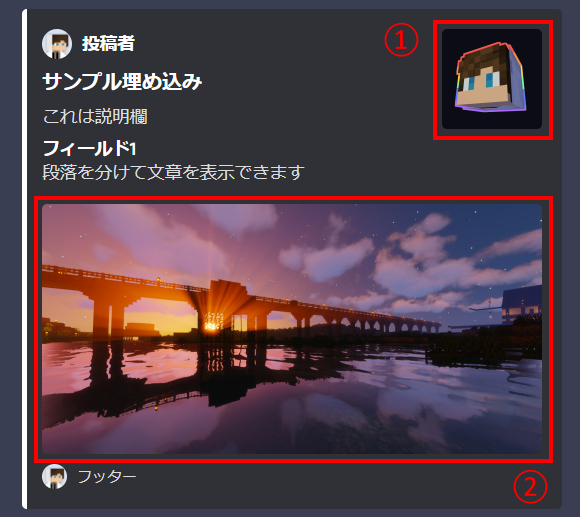 投稿者
①
サンプル埋め込み
これは説明欄
フィールド1
段落を分けて文章を表示できます
フッター
②